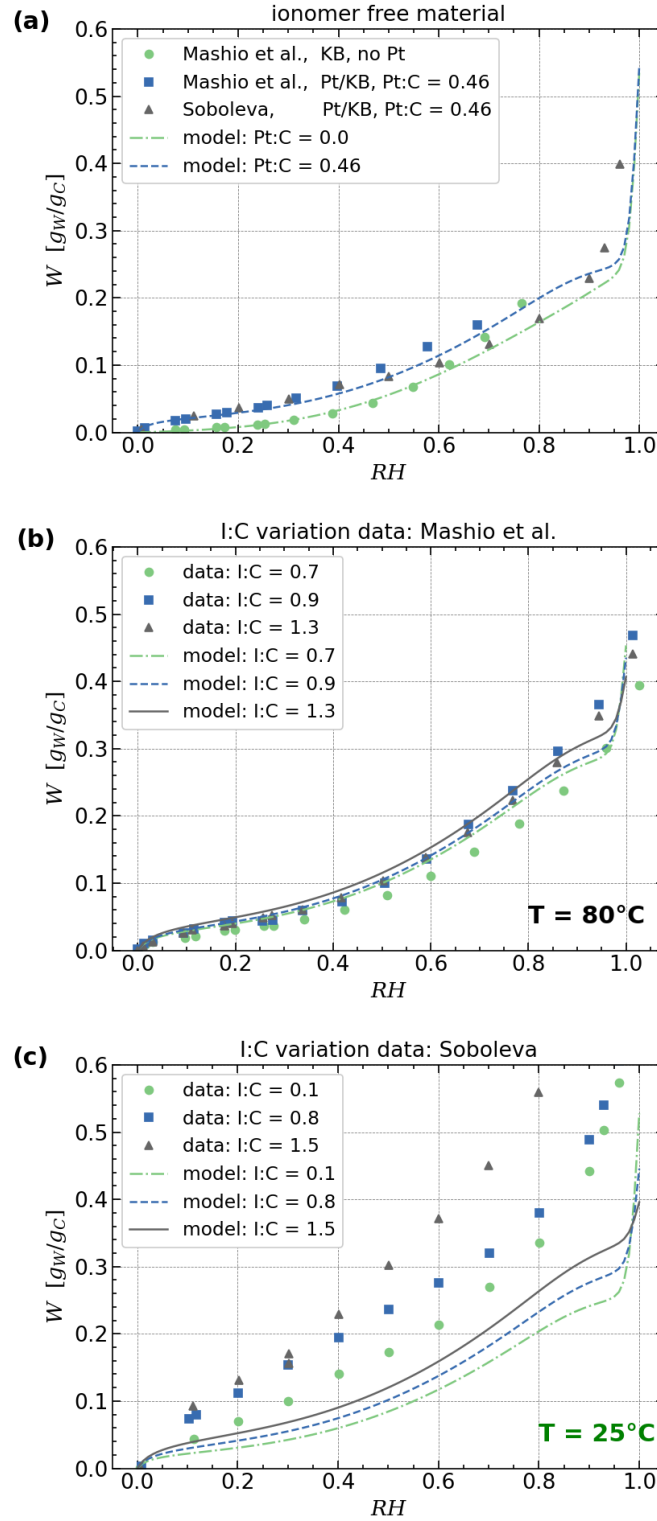 (a)
ionomer free material
Mashio et al., KB, no Pt
Mashio et al., Pt/KB, Pt:C = 0.46
Soboleva, Pt/KB, Pt:C = 0.46
model: Pt:C = 0.0
model: Pt:C = 0.46
0.6
0.5
0.4
0.3
0.2
0.1
0.0
W [gW/gC]
0.0 0.2 0.4 0.6 0.8 1.0
RH
(b)
I:C variation data: Mashio et al.
data: I:C = 0.7
data: I:C = 0.9
data: I:C = 1.3
model: I:C = 0.7
model: I:C = 0.9
model: I:C = 1.3
0.6
0.5
0.4
0.3
0.2
0.1
0.0
W [gW/gC]
T = 80°C
0.0 0.2 0.4 0.6 0.8 1.0
RH
(c)
I:C variation data: Soboleva
data: I:C = 0.1
data: I:C = 0.8
data: I:C = 1.5
model: I:C = 0.1
model: I:C = 0.8
model: I:C = 1.5
0.6
0.5
0.4
0.3
0.2
0.1
0.0
W [gW/gC]
T = 25°C
0.0 0.2 0.4 0.6 0.8 1.0
RH